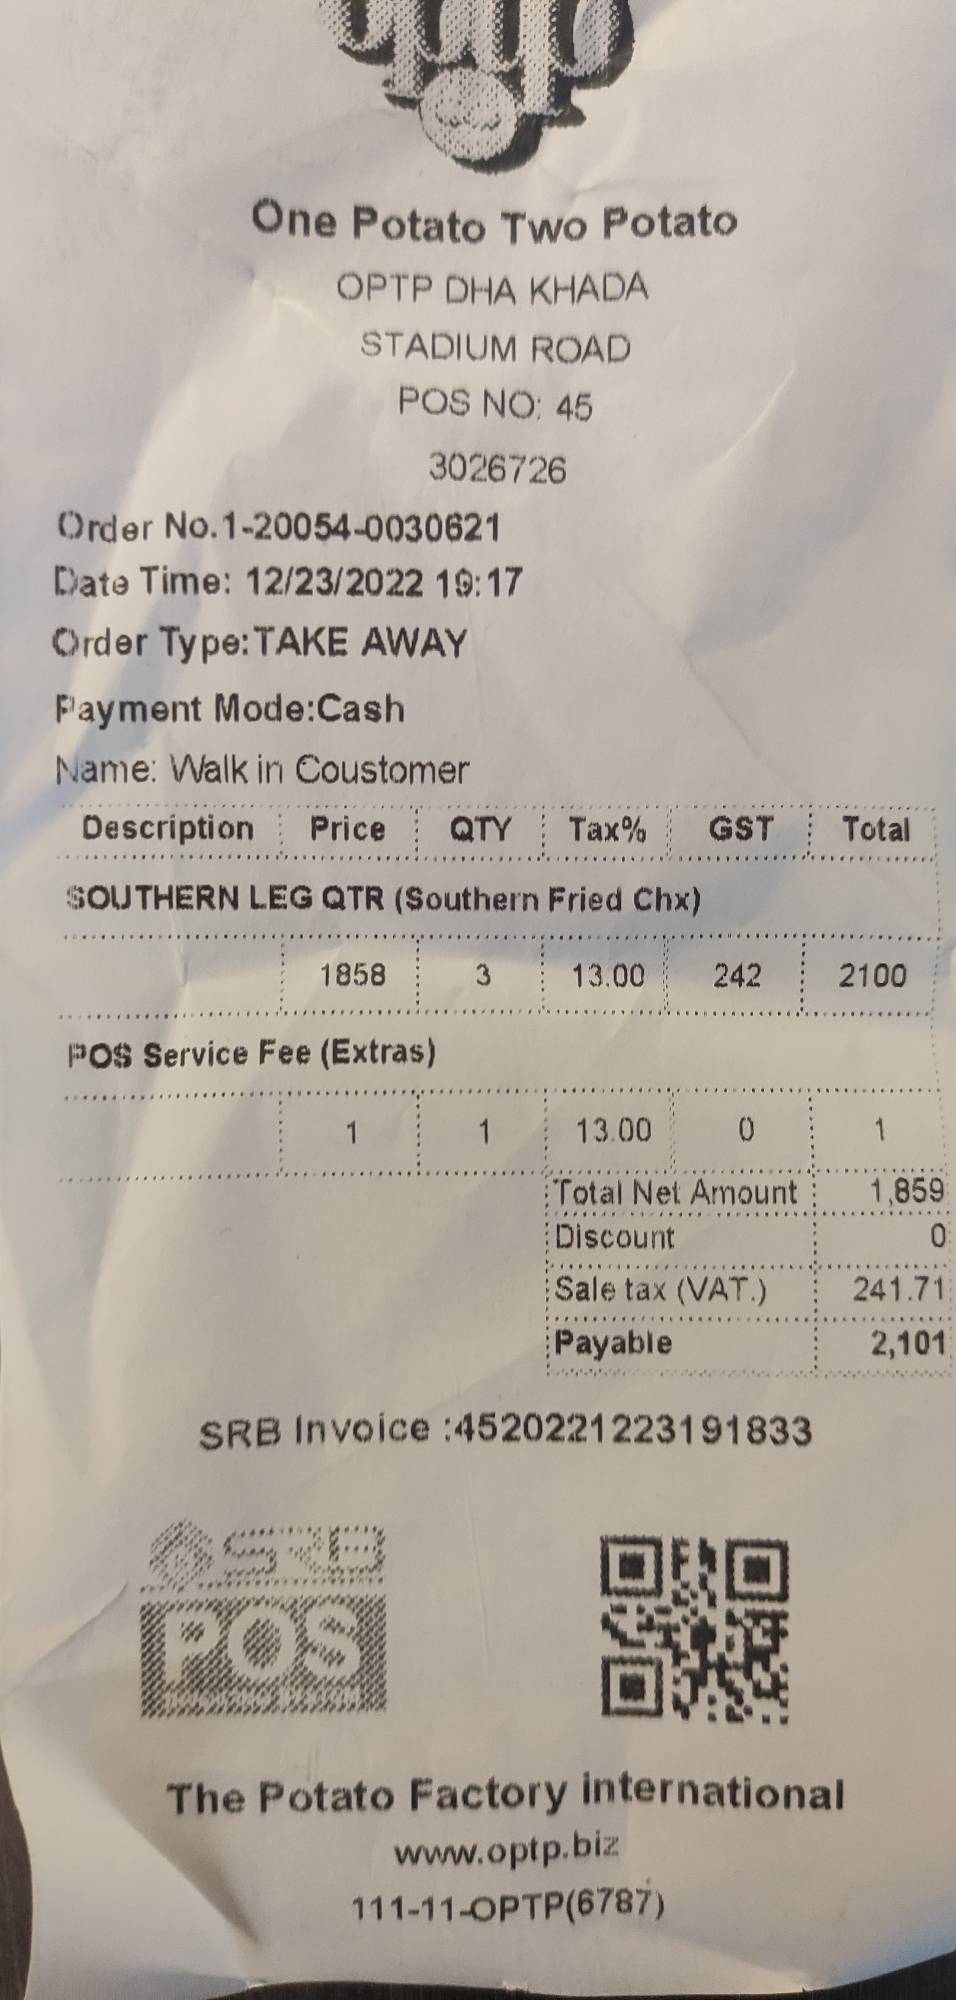 optp
One Potato Two Potato
OPTP DHA KHADA
STADIUM ROAD
POS NO: 45
3026726
Order No.1-20054-0030621
Date Time: 12/23/2022 19:17
Order Type:TAKE AWAY
Payment Mode:Cash
Name: Walk in Coustomer
Description Price QTY Tax% GST Total
SOUTHERN LEG QTR (Southern Fried Chx)
1858 3 13.00 242 2100
POS Service Fee (Extras)
1 1 13.00 0 1
Total Net Amount 1,859
Discount 0
Sale tax (VAT.) 241.71
Payable 2,101
SRB Invoice :4520221223191833
SRB
POS
The Potato Factory international
www.optp.biz
111-11-OPTP(6787)